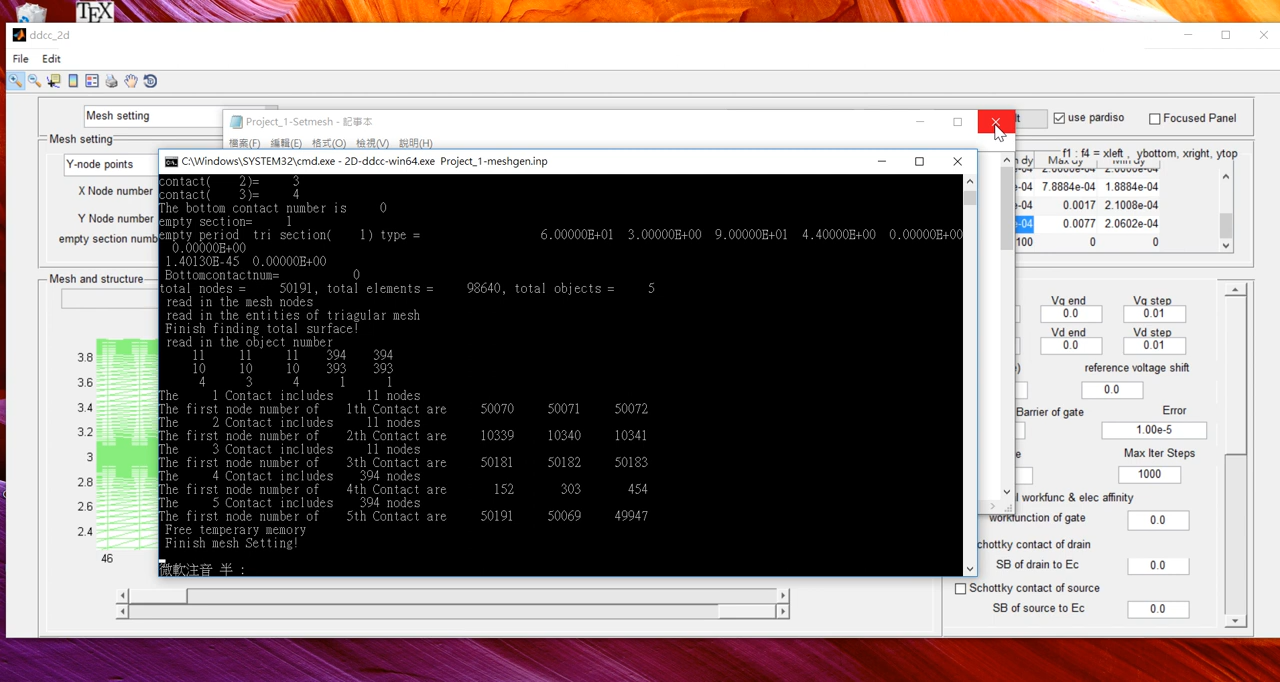 TEX
ddcc_2d
File Edit
Mesh setting
Project_1-Setmesh - 記事本
use pardiso
Focused Panel
Mesh setting
檔案(F) 編輯(E) 格式(O) 檢視(V) 說明(H)
f1 : f4 = xleft , ybottom, xright, ytop
Y-node points
C:\Windows\SYSTEM32\cmd.exe - 2D-ddcc-win64.exe Project_1-meshgen.inp
X Node number
7.8884e-04 1.8884e-04
0.0017 2.1008e-04
Y Node number
0.0077 2.0602e-04
100 0 0
contact( 2)= 3
contact( 3)= 4
The bottom contact number is 0
empty section= 1
empty period tri section( 1) type = 6.00000E+01 3.00000E+00 9.00000E+01 4.40000E+00 0.00000E+00
0.00000E+00
1.40130E-45 0.00000E+00
Bottomcontactnum= 0
total nodes = 50191, total elements = 98640, total objects = 5
read in the mesh nodes
read in the entities of triagular mesh
Finish finding total surface!
read in the object number
11 11 11 394 394
10 10 10 393 393
4 3 4 1 1
The 1 Contact includes 11 nodes
The first node number of 1th Contact are 50070 50071 50072
The 2 Contact includes 11 nodes
The first node number of 2th Contact are 10339 10340 10341
The 3 Contact includes 11 nodes
The first node number of 3th Contact are 50181 50182 50183
The 4 Contact includes 394 nodes
The first node number of 4th Contact are 152 303 454
The 5 Contact includes 394 nodes
The first node number of 5th Contact are 50191 50069 49947
Free temperary memory
Finish mesh Setting!
微軟注音 半 :
empty section numb
Mesh and structure
3.8
3.6
3.4
3.2
3
2.8
2.6
2.4
46
Vg end Vg step
0.0 0.01
Vd end Vd step
0.0 0.01
reference voltage shift
0.0
Barrier of gate Error
1.00e-5
Max Iter Steps
1000
workfunc & elec affinity
workfunction of gate 0.0
chottky contact of drain
SB of drain to Ec 0.0
Schottky contact of source
SB of source to Ec 0.0